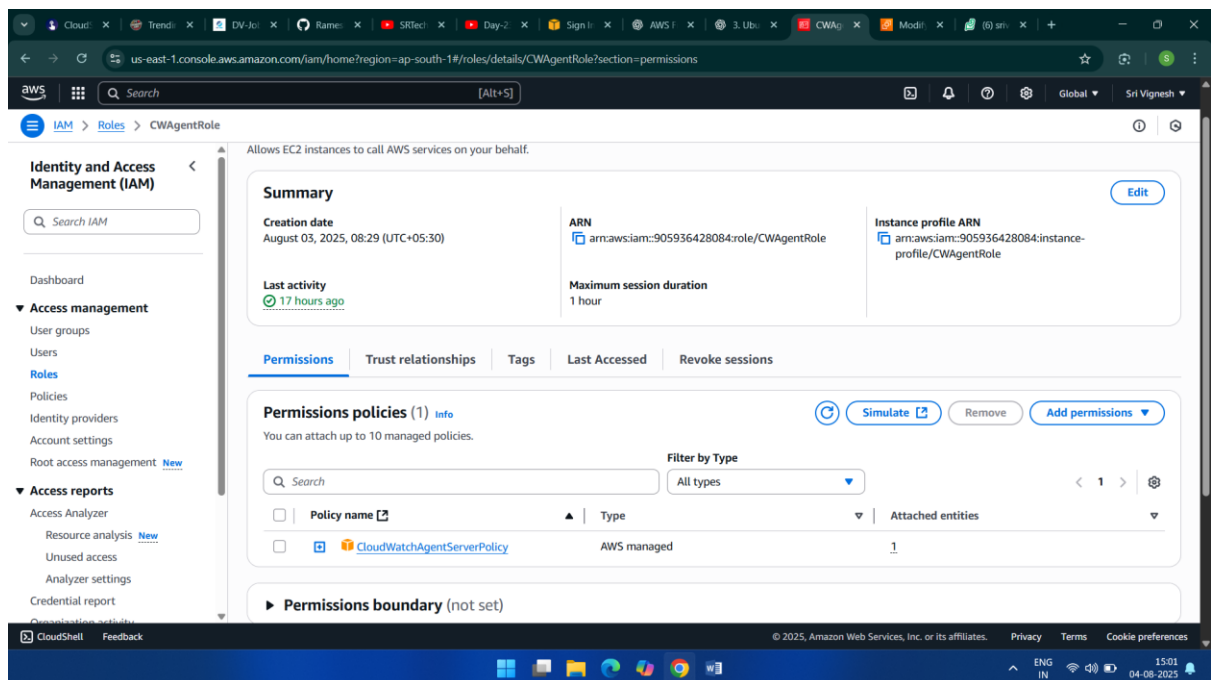 CloudS
Trendi
DV-Jol
Rames
SRTech
Day-2
Sign In
AWS F
3. Ubu
CWAg
Modify
(6) sriv
us-east-1.console.aws.amazon.com/iam/home?region=ap-south-1#/roles/details/CWAgentRole?section=permissions
S
aws
Search
[Alt+S]
Global
Sri Vignesh
IAM > Roles > CWAgentRole
Identity and Access
Management (IAM)
Search IAM
Dashboard
Access management
User groups
Users
Roles
Policies
Identity providers
Account settings
Root access management New
Access reports
Access Analyzer
Resource analysis New
Unused access
Analyzer settings
Credential report
Organization activity
Allows EC2 instances to call AWS services on your behalf.
Summary
Edit
Creation date
August 03, 2025, 08:29 (UTC+05:30)
ARN
arn:aws:iam::905936428084:role/CWAgentRole
Instance profile ARN
arn:aws:iam::905936428084:instance-
profile/CWAgentRole
Last activity
17 hours ago
Maximum session duration
1 hour
Permissions
Trust relationships
Tags
Last Accessed
Revoke sessions
Permissions policies (1) Info
Simulate
Remove
Add permissions
You can attach up to 10 managed policies.
Filter by Type
Search
All types
1
Policy name
Type
Attached entities
CloudWatchAgentServerPolicy
AWS managed
1
Permissions boundary (not set)
CloudShell
Feedback
© 2025, Amazon Web Services, Inc. or its affiliates.
Privacy
Terms
Cookie preferences
ENG
IN
15:01
04-08-2025